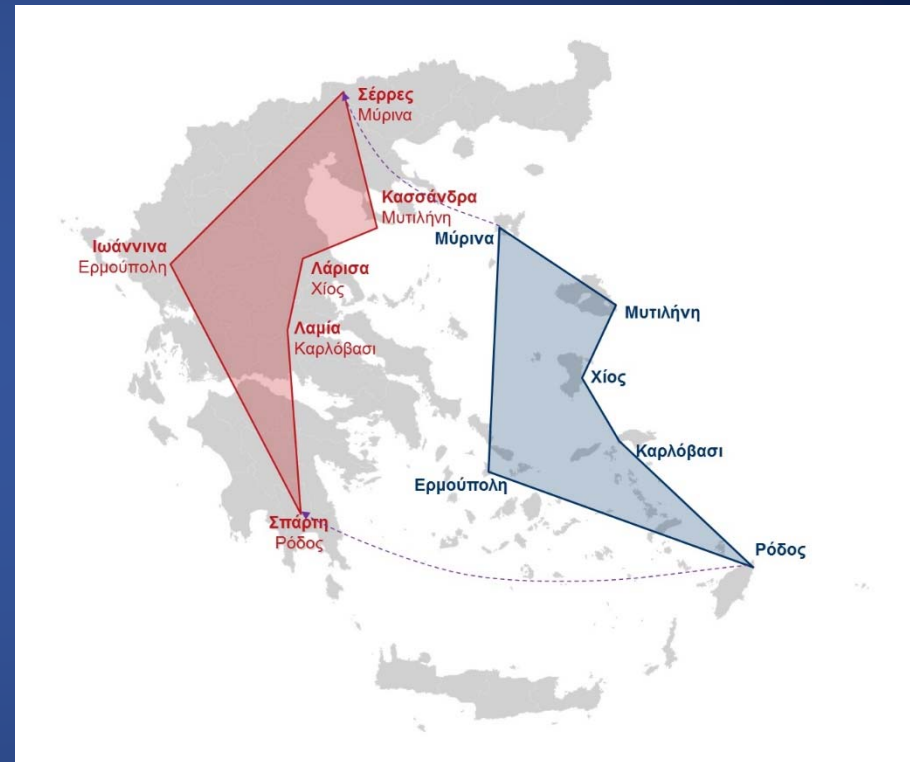 Σέρρες
Μύρινα
Κασσάνδρα
Μυτιλήνη
Μύρινα
Ιωάννινα
Ερμούπολη
Λάρισα
Χίος
Μυτιλήνη
Λαμία
Καρλόβασι
Χίος
Καρλόβασι
Ερμούπολη
Σπάρτη
Ρόδος
Ρόδος